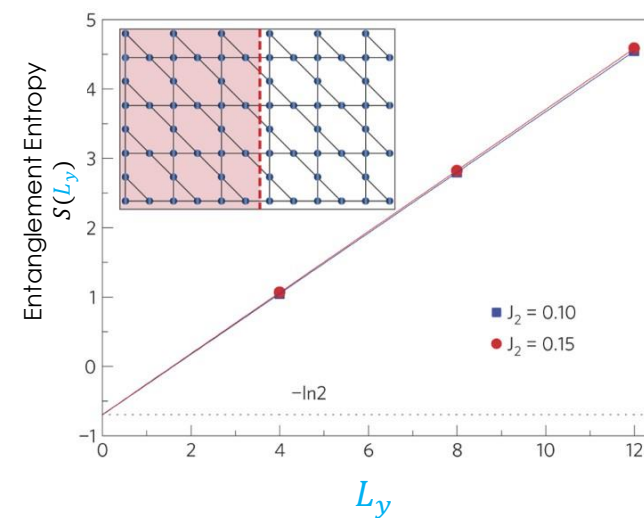 Entanglement Entropy
S(L_y)
5
4
3
2
1
0
−1
−ln2
J₂ = 0.10
J₂ = 0.15
0 2 4 6 8 10 12
L_y